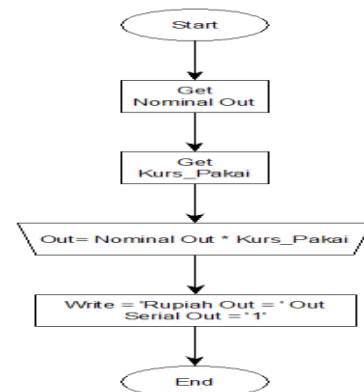 Start
Get
Nominal Out
Get
Kurs_Pakai
Out= Nominal Out * Kurs_Pakai
Write = 'Rupiah Out = ' Out
Serial Out = '1'
End